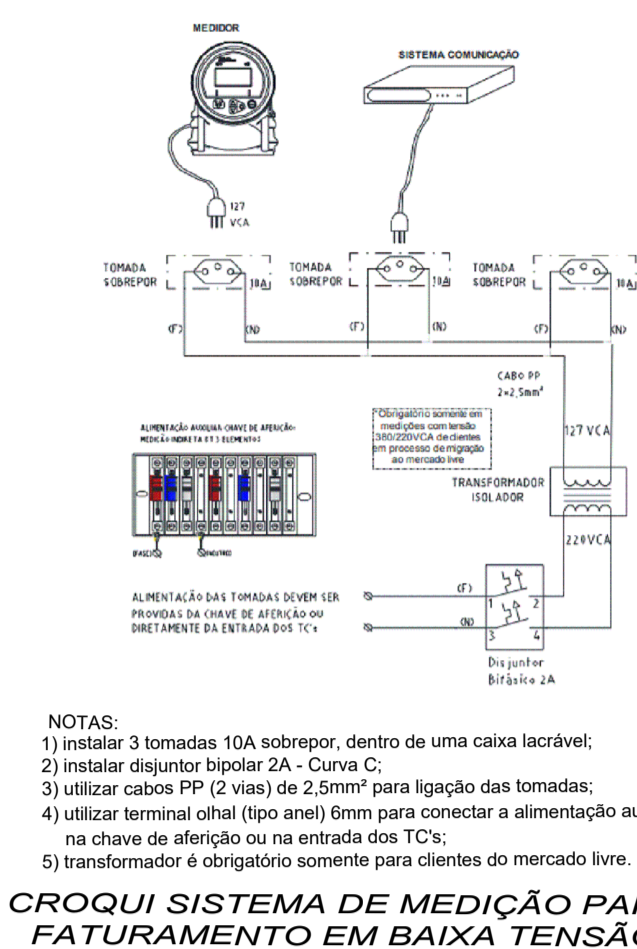 MEDIDOR
SISTEMA COMUNICAÇÃO
127
VCA
TOMADA
SOBREPOR
10A
TOMADA
SOBREPOR
10A
TOMADA
SOBREPOR
10A
(F)
(N)
(F)
(N)
(F)
(N)
CABO PP
2x2,5mm²
ALIMENTAÇÃO AUXILIAR CHAVE DE AFERIÇÃO:
MEDIÇÃO INDIRETA BT 3 ELEMENTOS
*Obrigatório somente em
medições com tensão
380/220VCA de clientes
em processo de migração
ao mercado livre
127 VCA
TRANSFORMADOR
ISOLADOR
220VCA
(FASE)
(NEUTRO)
ALIMENTAÇÃO DAS TOMADAS DEVEM SER
PROVIDAS DA CHAVE DE AFERIÇÃO OU
DIRETAMENTE DA ENTRADA DOS TC's
(F)
1
2
(N)
3
4
Disjuntor
Bifásico 2A
NOTAS:
1) instalar 3 tomadas 10A sobrepor, dentro de uma caixa lacrável;
2) instalar disjuntor bipolar 2A - Curva C;
3) utilizar cabos PP (2 vias) de 2,5mm² para ligação das tomadas;
4) utilizar terminal olhal (tipo anel) 6mm para conectar a alimentação au
na chave de aferição ou na entrada dos TC's;
5) transformador é obrigatório somente para clientes do mercado livre.
CROQUI SISTEMA DE MEDIÇÃO PAR
FATURAMENTO EM BAIXA TENSÃO